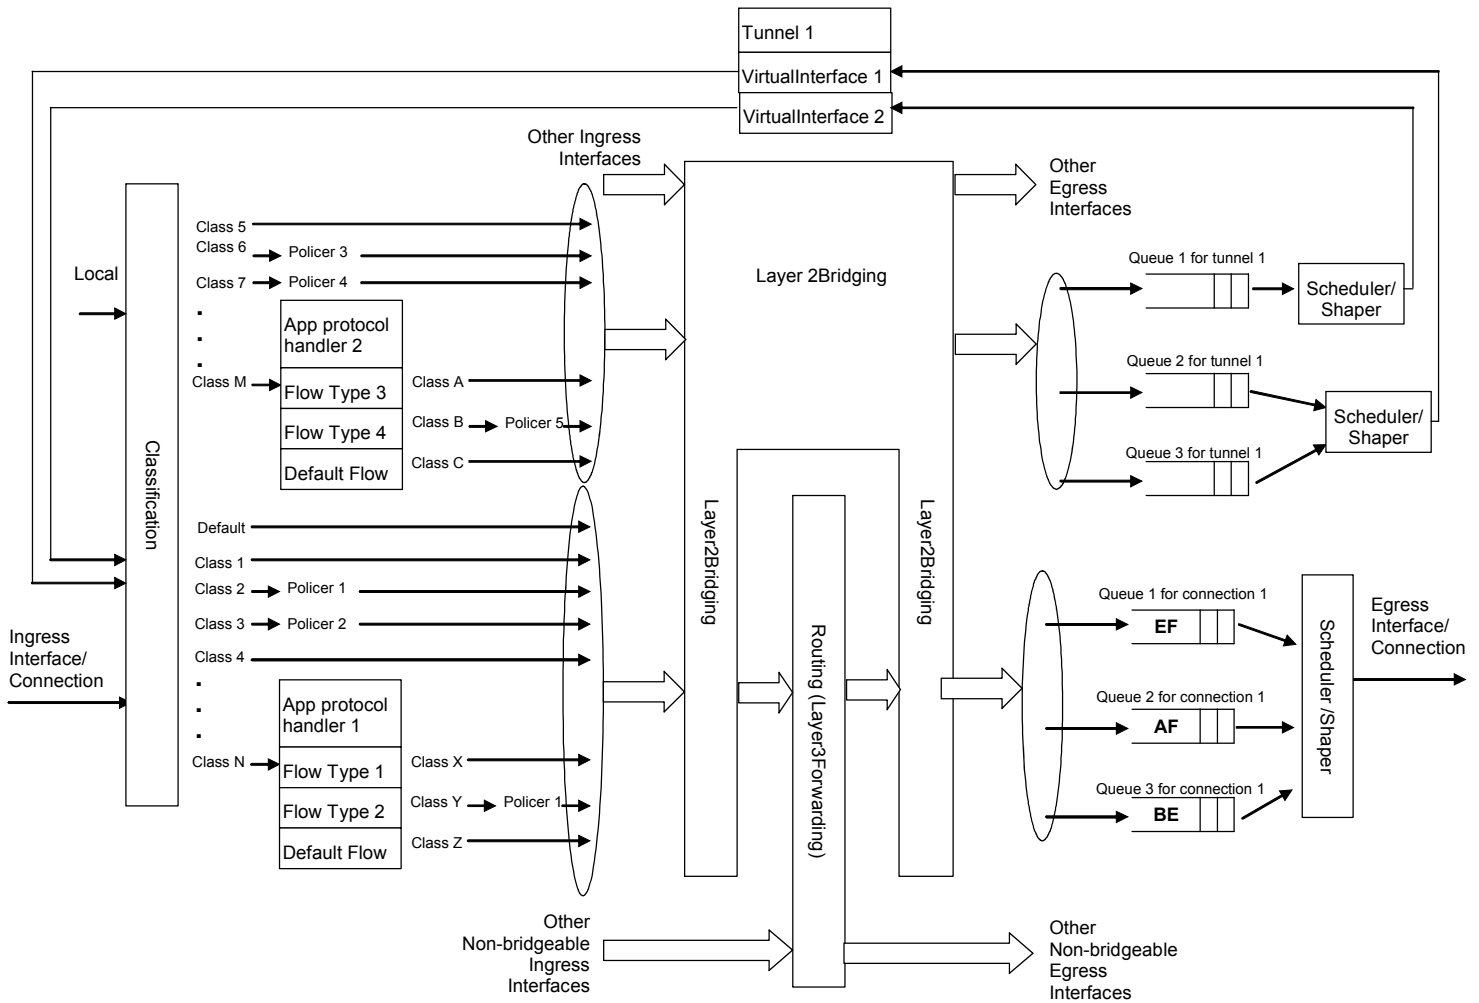 Tunnel 1
VirtualInterface 1
VirtualInterface 2
Other Ingress
Interfaces
Other
Egress
Interfaces
Local
Classification
Ingress
Interface/
Connection
Class 5
Class 6
Policer 3
Class 7
Policer 4
.
.
.
Class M
App protocol
handler 2
Flow Type 3
Flow Type 4
Default Flow
Class A
Class B
Policer 5
Class C
Default
Class 1
Class 2
Policer 1
Class 3
Policer 2
Class 4
.
.
.
Class N
App protocol
handler 1
Flow Type 1
Flow Type 2
Default Flow
Class X
Class Y
Policer 1
Class Z
Layer 2Bridging
Layer2Bridging
Routing (Layer3Forwarding)
Layer2Bridging
Queue 1 for tunnel 1
Scheduler/
Shaper
Queue 2 for tunnel 1
Queue 3 for tunnel 1
Scheduler/
Shaper
Queue 1 for connection 1
EF
Queue 2 for connection 1
AF
Queue 3 for connection 1
BE
Scheduler /Shaper
Egress
Interface/
Connection
Other
Non-bridgeable
Ingress
Interfaces
Other
Non-bridgeable
Egress
Interfaces